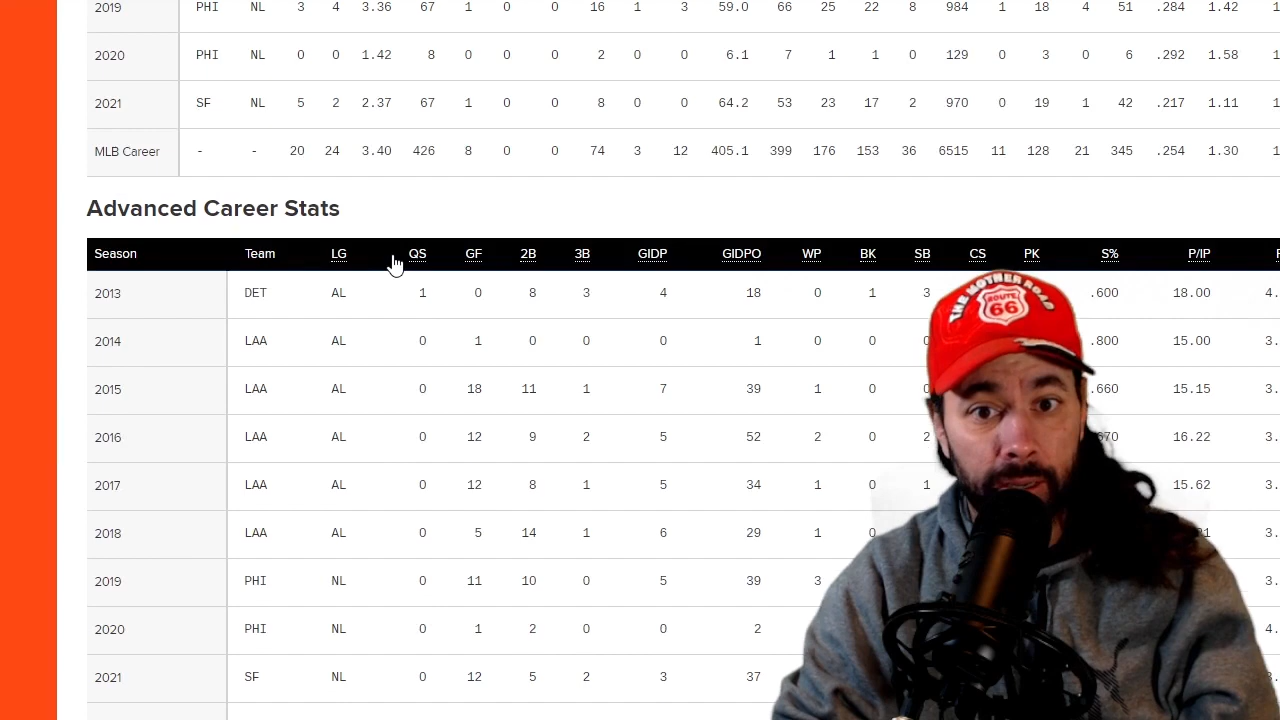 2019 PHI NL 3 4 3.36 67 1 0 0 16 1 3 59.0 66 25 22 8 984 1 18 4 51 .284 1.42
2020 PHI NL 0 0 1.42 8 0 0 0 2 0 0 6.1 7 1 1 0 129 0 3 0 6 .292 1.58
2021 SF NL 5 2 2.37 67 1 0 0 8 0 0 64.2 53 23 17 2 970 0 19 1 42 .217 1.11
MLB Career - - 20 24 3.40 426 8 0 0 74 3 12 405.1 399 176 153 36 6515 11 128 21 345 .254 1.30
Advanced Career Stats
Season Team LG QS GF 2B 3B GIDP GIDPO WP BK SB CS PK S% P/IP
2013 DET AL 1 0 8 3 4 18 0 1 3 .600 18.00 4.
2014 LAA AL 0 1 0 0 0 1 0 0 .800 15.00 3.
2015 LAA AL 0 18 11 1 7 39 1 0 .660 15.15 3.
2016 LAA AL 0 12 9 2 5 52 2 0 2 16.22 3.
2017 LAA AL 0 12 8 1 5 34 1 0 1 15.62 3.
2018 LAA AL 0 5 14 1 6 29 1 3.
2019 PHI NL 0 11 10 0 5 39 3 3.
2020 PHI NL 0 1 2 0 0 2 4.
2021 SF NL 0 12 5 2 3 37
THE MOTHER ROAD
ROUTE
66